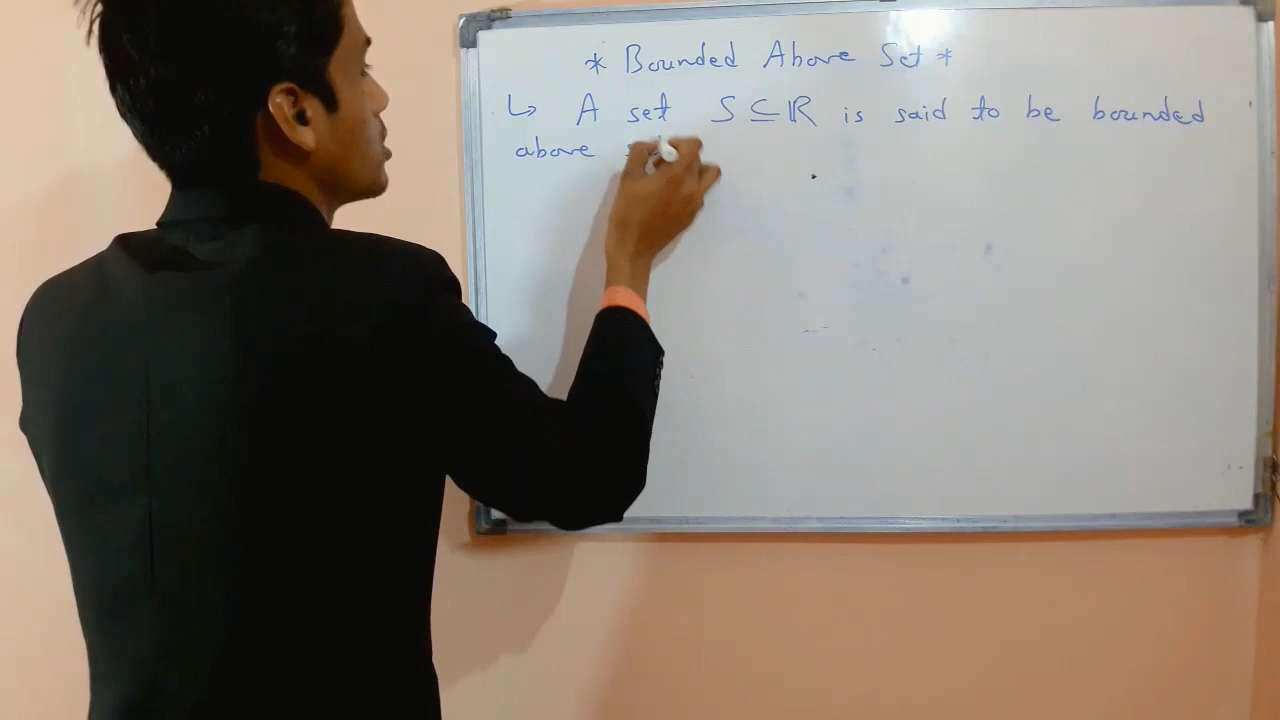 * Bounded Above Set *
↳ A set S ⊆ ℝ is said to be bounded
above